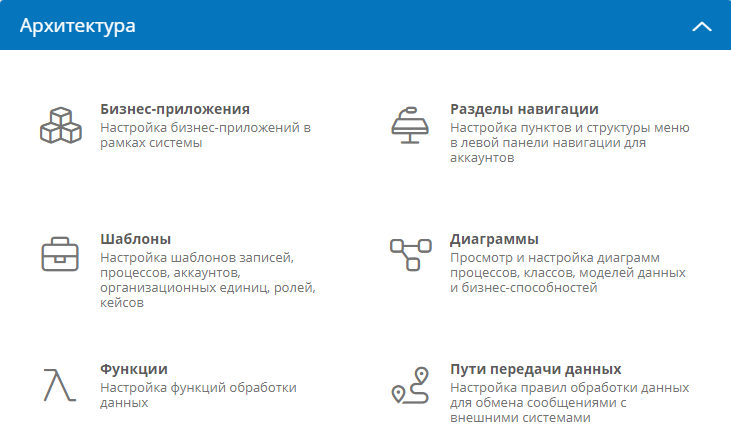 Архитектура
Бизнес-приложения
Настройка бизнес-приложений в
рамках системы
Разделы навигации
Настройка пунктов и структуры меню
в левой панели навигации для
аккаунтов
Шаблоны
Настройка шаблонов записей,
процессов, аккаунтов,
организационных единиц, ролей,
кейсов
Диаграммы
Просмотр и настройка диаграмм
процессов, классов, моделей данных
и бизнес-способностей
Функции
Настройка функций обработки
данных
Пути передачи данных
Настройка правил обработки данных
для обмена сообщениями с
внешними системами